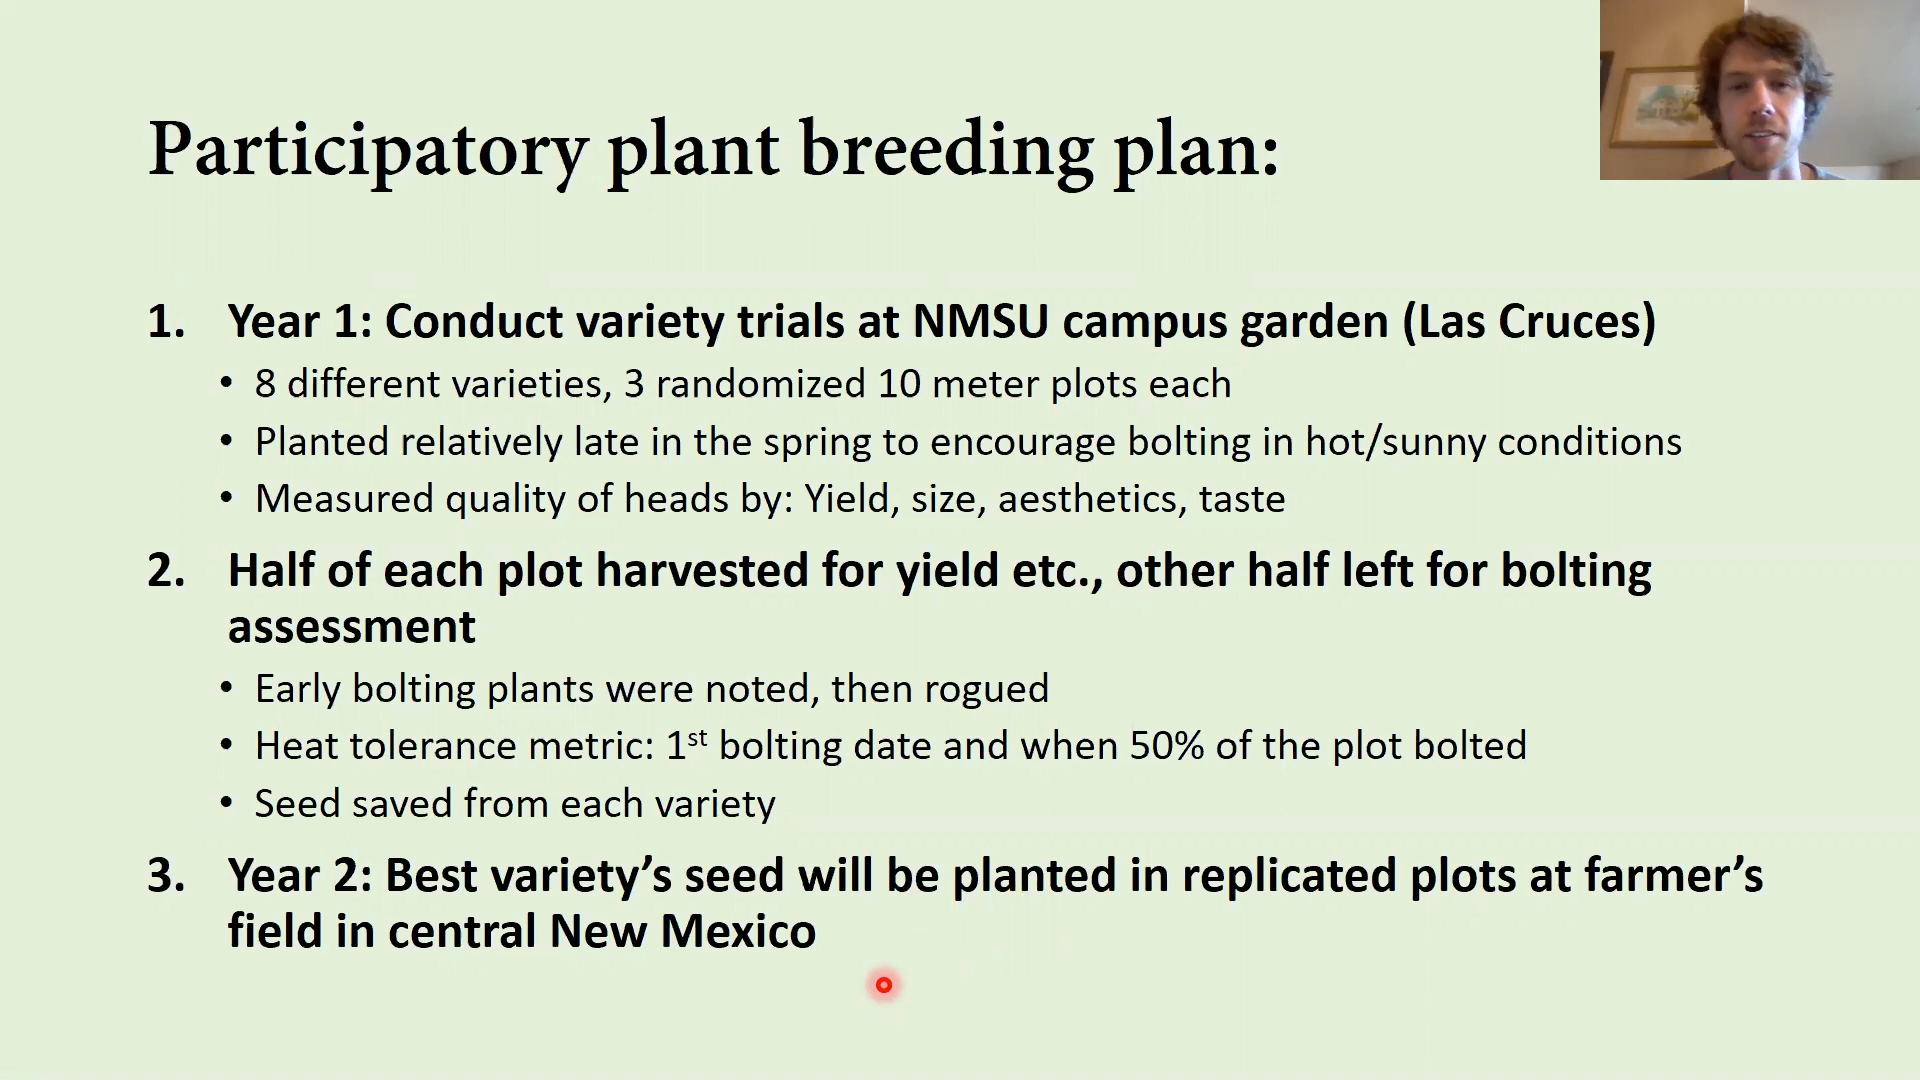 Participatory plant breeding plan:
1. Year 1: Conduct variety trials at NMSU campus garden (Las Cruces)
• 8 different varieties, 3 randomized 10 meter plots each
• Planted relatively late in the spring to encourage bolting in hot/sunny conditions
• Measured quality of heads by: Yield, size, aesthetics, taste
2. Half of each plot harvested for yield etc., other half left for bolting
assessment
• Early bolting plants were noted, then rogued
• Heat tolerance metric: 1st bolting date and when 50% of the plot bolted
• Seed saved from each variety
3. Year 2: Best variety’s seed will be planted in replicated plots at farmer’s
field in central New Mexico